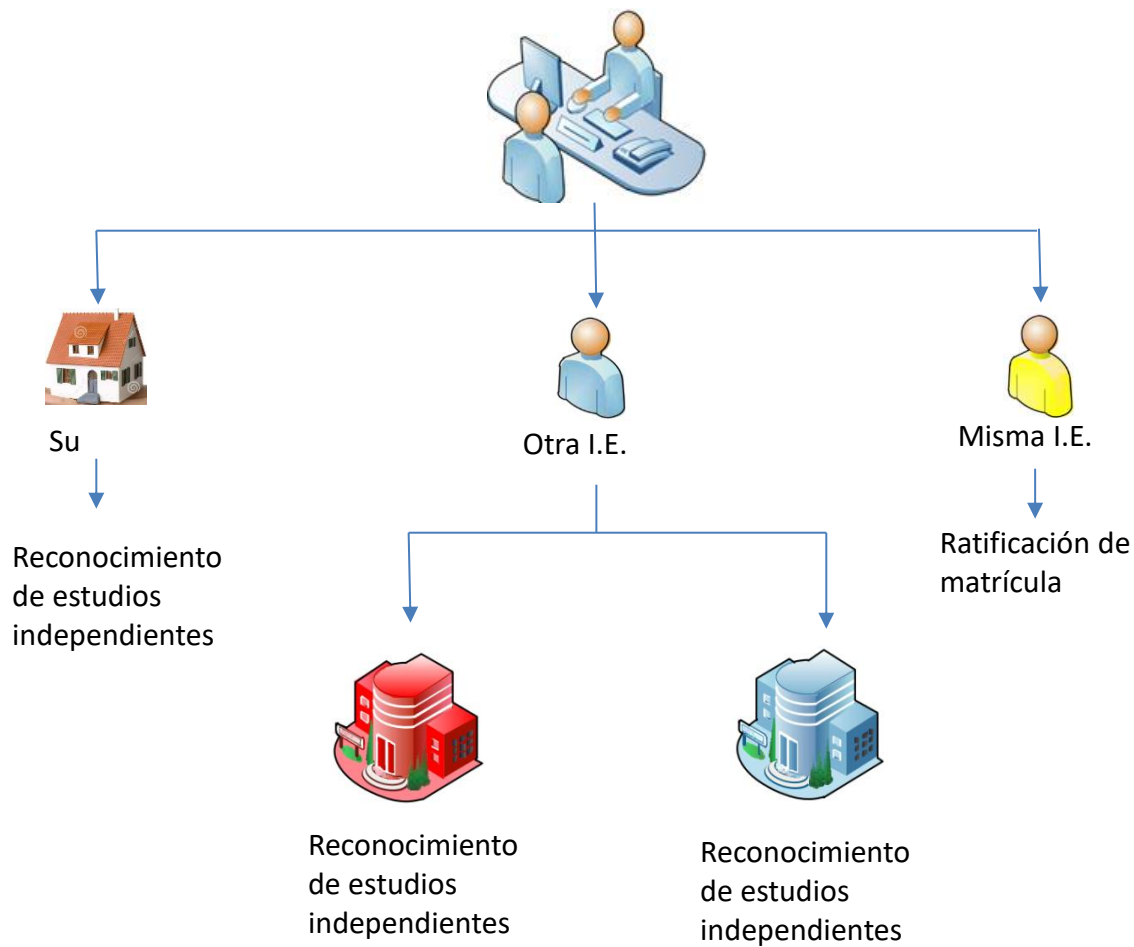 Su
Otra I.E.
Misma I.E.
Reconocimiento
de estudios
independientes
Ratificación de
matrícula
Reconocimiento
de estudios
independientes
Reconocimiento
de estudios
independientes